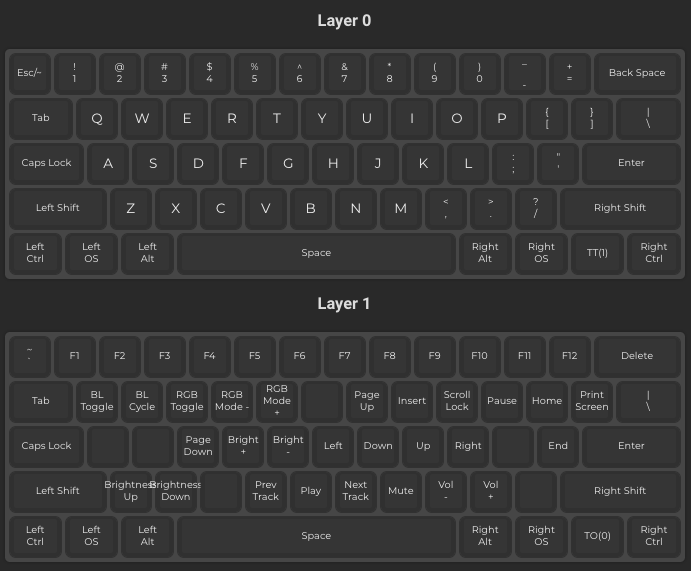 Layer 0
Esc/~ ! 1 @ 2 # 3 $ 4 % 5 ^ 6 & 7 * 8 ( 9 ) 0 _ - + = Back Space
Tab Q W E R T Y U I O P { [ } ] | \
Caps Lock A S D F G H J K L : ; " ' Enter
Left Shift Z X C V B N M < , > . ? / Right Shift
Left Ctrl Left OS Left Alt Space Right Alt Right OS TT(1) Right Ctrl
Layer 1
~ ` F1 F2 F3 F4 F5 F6 F7 F8 F9 F10 F11 F12 Delete
Tab BL Toggle BL Cycle RGB Toggle RGB Mode - RGB Mode + Page Up Insert Scroll Lock Pause Home Print Screen | \
Caps Lock Page Down Bright + Bright - Left Down Up Right End Enter
Left Shift Brightness Up Brightness Down Prev Track Play Next Track Mute Vol - Vol + Right Shift
Left Ctrl Left OS Left Alt Space Right Alt Right OS TO(0) Right Ctrl